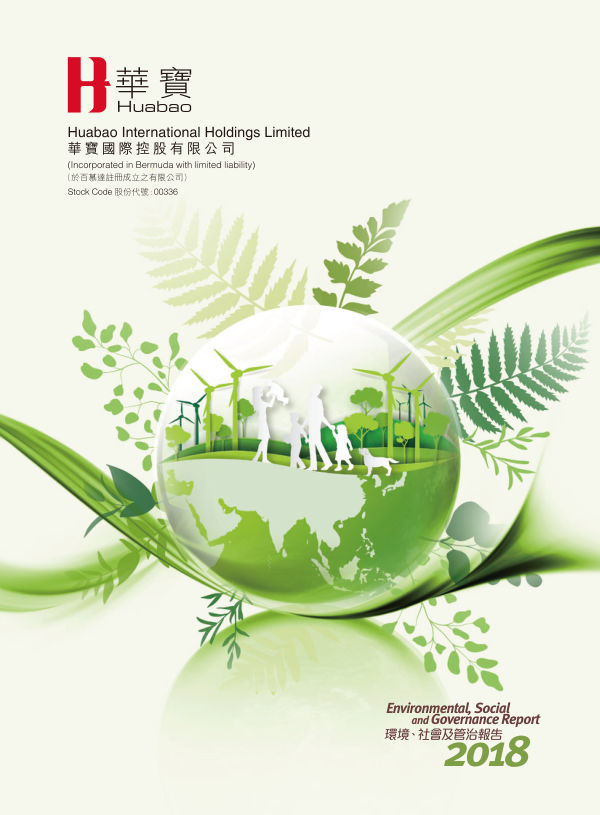 華寶
Huabao
Huabao International Holdings Limited
華寶國際控股有限公司
(Incorporated in Bermuda with limited liability)
(於百慕達註冊成立之有限公司)
Stock Code 股份代號 : 00336
Environmental, Social
and Governance Report
環境、社會及管治報告
2018